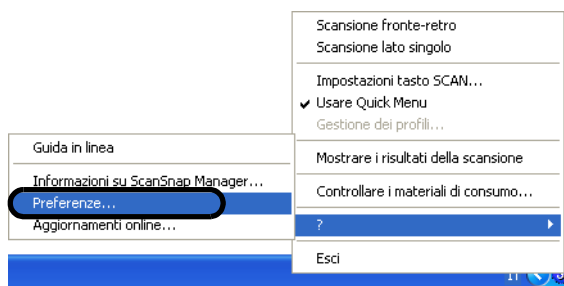 Scansione fronte-retro
Scansione lato singolo
Impostazioni tasto SCAN...
Usare Quick Menu
Gestione dei profili...
Mostrare i risultati della scansione
Controllare i materiali di consumo...
?
Esci
Guida in linea
Informazioni su ScanSnap Manager...
Preferenze...
Aggiornamenti online...
IT